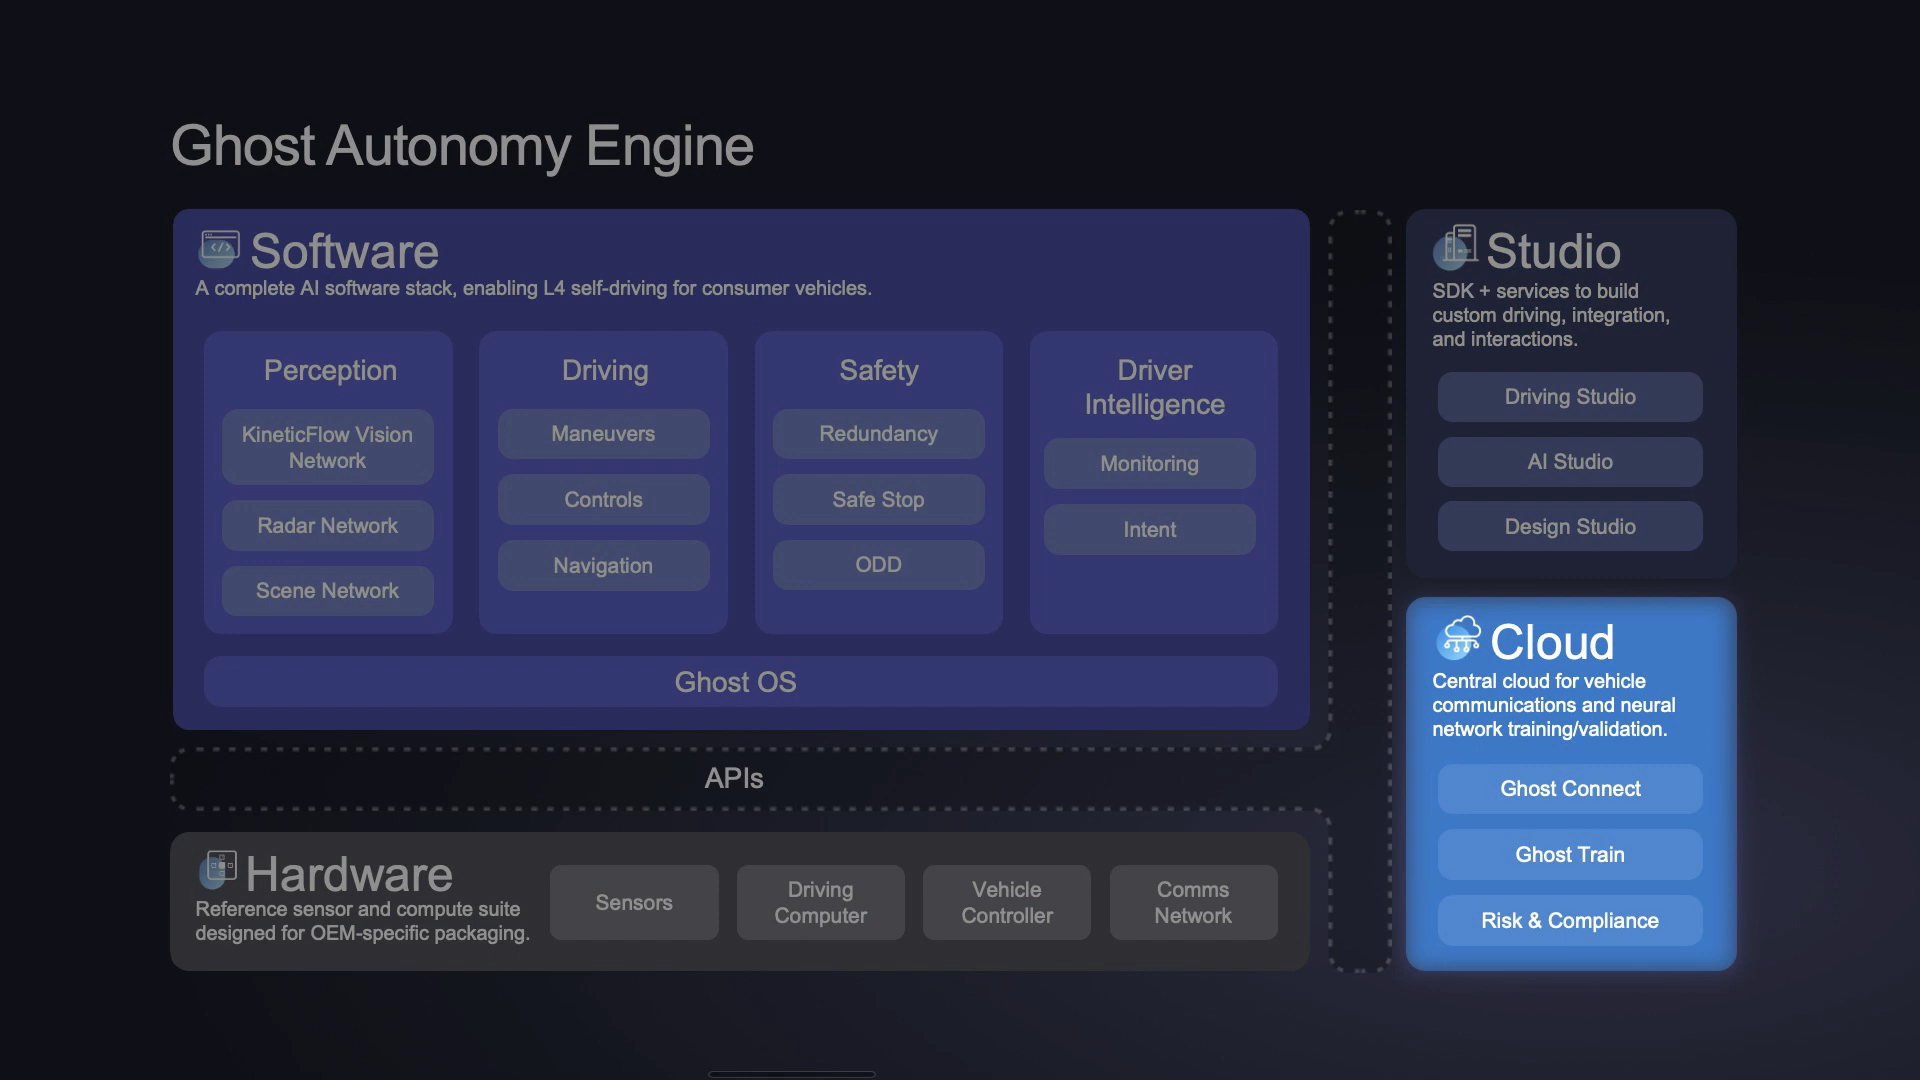 Ghost Autonomy Engine
Software
A complete AI software stack, enabling L4 self-driving for consumer vehicles.
Perception
KineticFlow Vision
Network
Radar Network
Scene Network
Driving
Maneuvers
Controls
Navigation
Safety
Redundancy
Safe Stop
ODD
Driver
Intelligence
Monitoring
Intent
Ghost OS
APIs
Hardware
Reference sensor and compute suite
designed for OEM-specific packaging.
Sensors
Driving
Computer
Vehicle
Controller
Comms
Network
Studio
SDK + services to build
custom driving, integration,
and interactions.
Driving Studio
AI Studio
Design Studio
Cloud
Central cloud for vehicle
communications and neural
network training/validation.
Ghost Connect
Ghost Train
Risk & Compliance